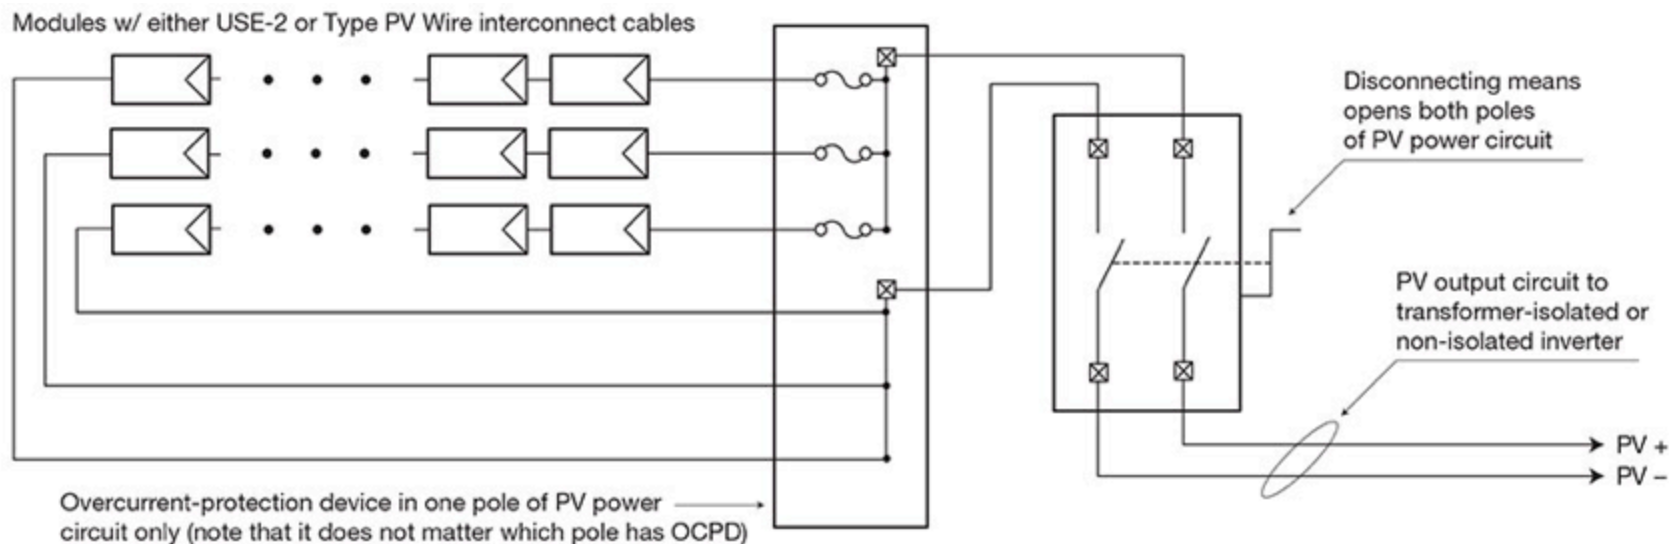 Modules w/ either USE-2 or Type PV Wire interconnect cables
Disconnecting means
opens both poles
of PV power circuit
PV output circuit to
transformer-isolated or
non-isolated inverter
PV +
PV –
Overcurrent-protection device in one pole of PV power
circuit only (note that it does not matter which pole has OCPD)